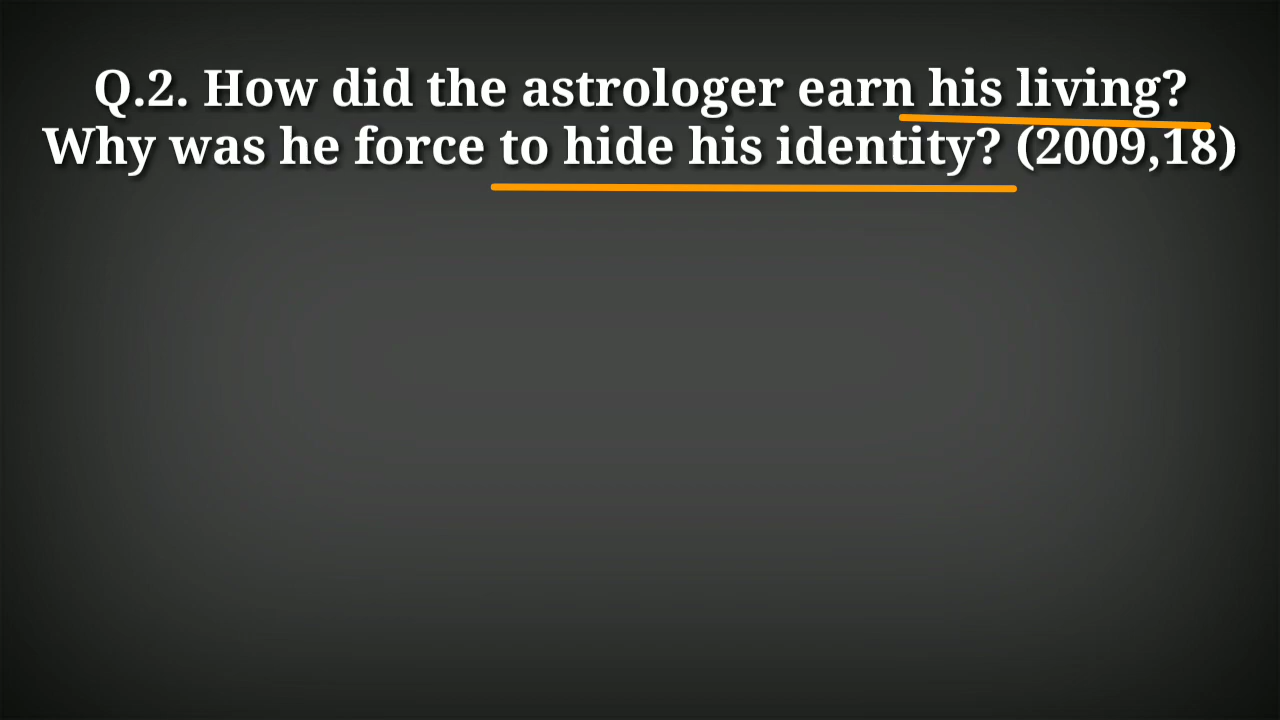 Q.2. How did the astrologer earn his living?
Why was he force to hide his identity? (2009,18)